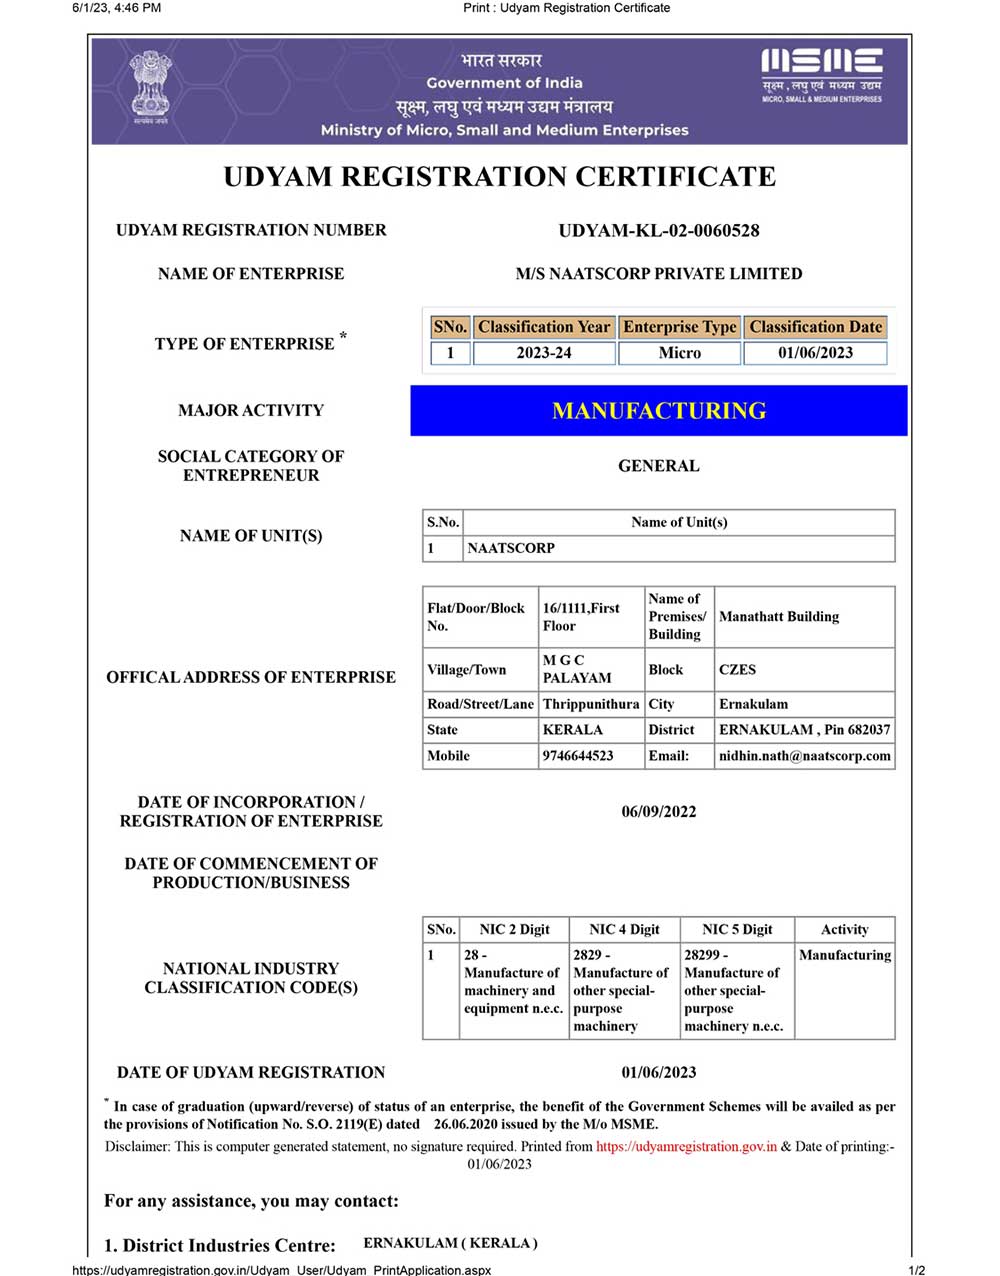 6/1/23, 4:46 PM Print : Udyam Registration Certificate
सत्यमेव जयते
भारत सरकार
Government of India
सूक्ष्म, लघु एवं मध्यम उद्यम मंत्रालय
Ministry of Micro, Small and Medium Enterprises
MSME
सूक्ष्म , लघु एवं मध्यम उद्यम
MICRO, SMALL & MEDIUM ENTERPRISES
UDYAM REGISTRATION CERTIFICATE
UDYAM REGISTRATION NUMBER UDYAM-KL-02-0060528
NAME OF ENTERPRISE M/S NAATSCORP PRIVATE LIMITED
TYPE OF ENTERPRISE *
SNo. Classification Year Enterprise Type Classification Date
1 2023-24 Micro 01/06/2023
MAJOR ACTIVITY MANUFACTURING
SOCIAL CATEGORY OF
ENTREPRENEUR
GENERAL
NAME OF UNIT(S)
S.No. Name of Unit(s)
1 NAATSCORP
OFFICAL ADDRESS OF ENTERPRISE
Flat/Door/Block
No.
16/1111,First
Floor
Name of
Premises/
Building
Manathatt Building
Village/Town
M G C
PALAYAM
Block CZES
Road/Street/Lane Thrippunithura City Ernakulam
State KERALA District ERNAKULAM , Pin 682037
Mobile 9746644523 Email: nidhin.nath@naatscorp.com
DATE OF INCORPORATION /
REGISTRATION OF ENTERPRISE
06/09/2022
DATE OF COMMENCEMENT OF
PRODUCTION/BUSINESS
NATIONAL INDUSTRY
CLASSIFICATION CODE(S)
SNo. NIC 2 Digit NIC 4 Digit NIC 5 Digit Activity
1
28 -
Manufacture of
machinery and
equipment n.e.c.
2829 -
Manufacture of
other special-
purpose
machinery
28299 -
Manufacture of
other special-
purpose
machinery n.e.c.
Manufacturing
DATE OF UDYAM REGISTRATION 01/06/2023
* In case of graduation (upward/reverse) of status of an enterprise, the benefit of the Government Schemes will be availed as per
the provisions of Notification No. S.O. 2119(E) dated 26.06.2020 issued by the M/o MSME.
Disclaimer: This is computer generated statement, no signature required. Printed from https://udyamregistration.gov.in & Date of printing:-
01/06/2023
For any assistance, you may contact:
1. District Industries Centre: ERNAKULAM ( KERALA )
https://udyamregistration.gov.in/Udyam_User/Udyam_PrintApplication.aspx 1/2